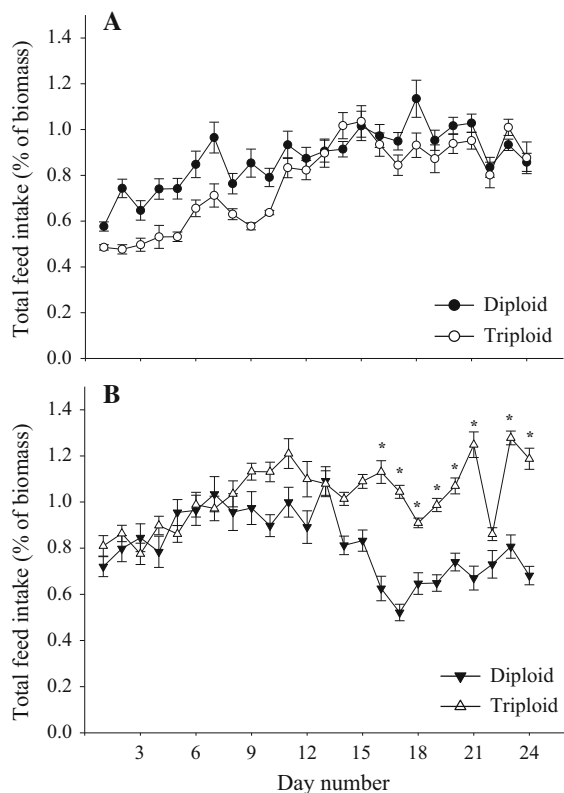 A
Total feed intake (% of biomass)
1.4
1.2
1.0
0.8
0.6
0.4
0.2
0.0
Diploid
Triploid
B
Total feed intake (% of biomass)
1.4
1.2
1.0
0.8
0.6
0.4
0.2
0.0
* * * * * * * *
Diploid
Triploid
3 6 9 12 15 18 21 24
Day number